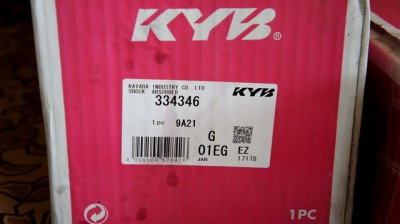 KYB®
KAYABA INDUSTRY CO.,LTD
SHOCK ABSORBER
KYB
334346
1pc 9A21
G
01EG EZ
JAN 17178
1PC